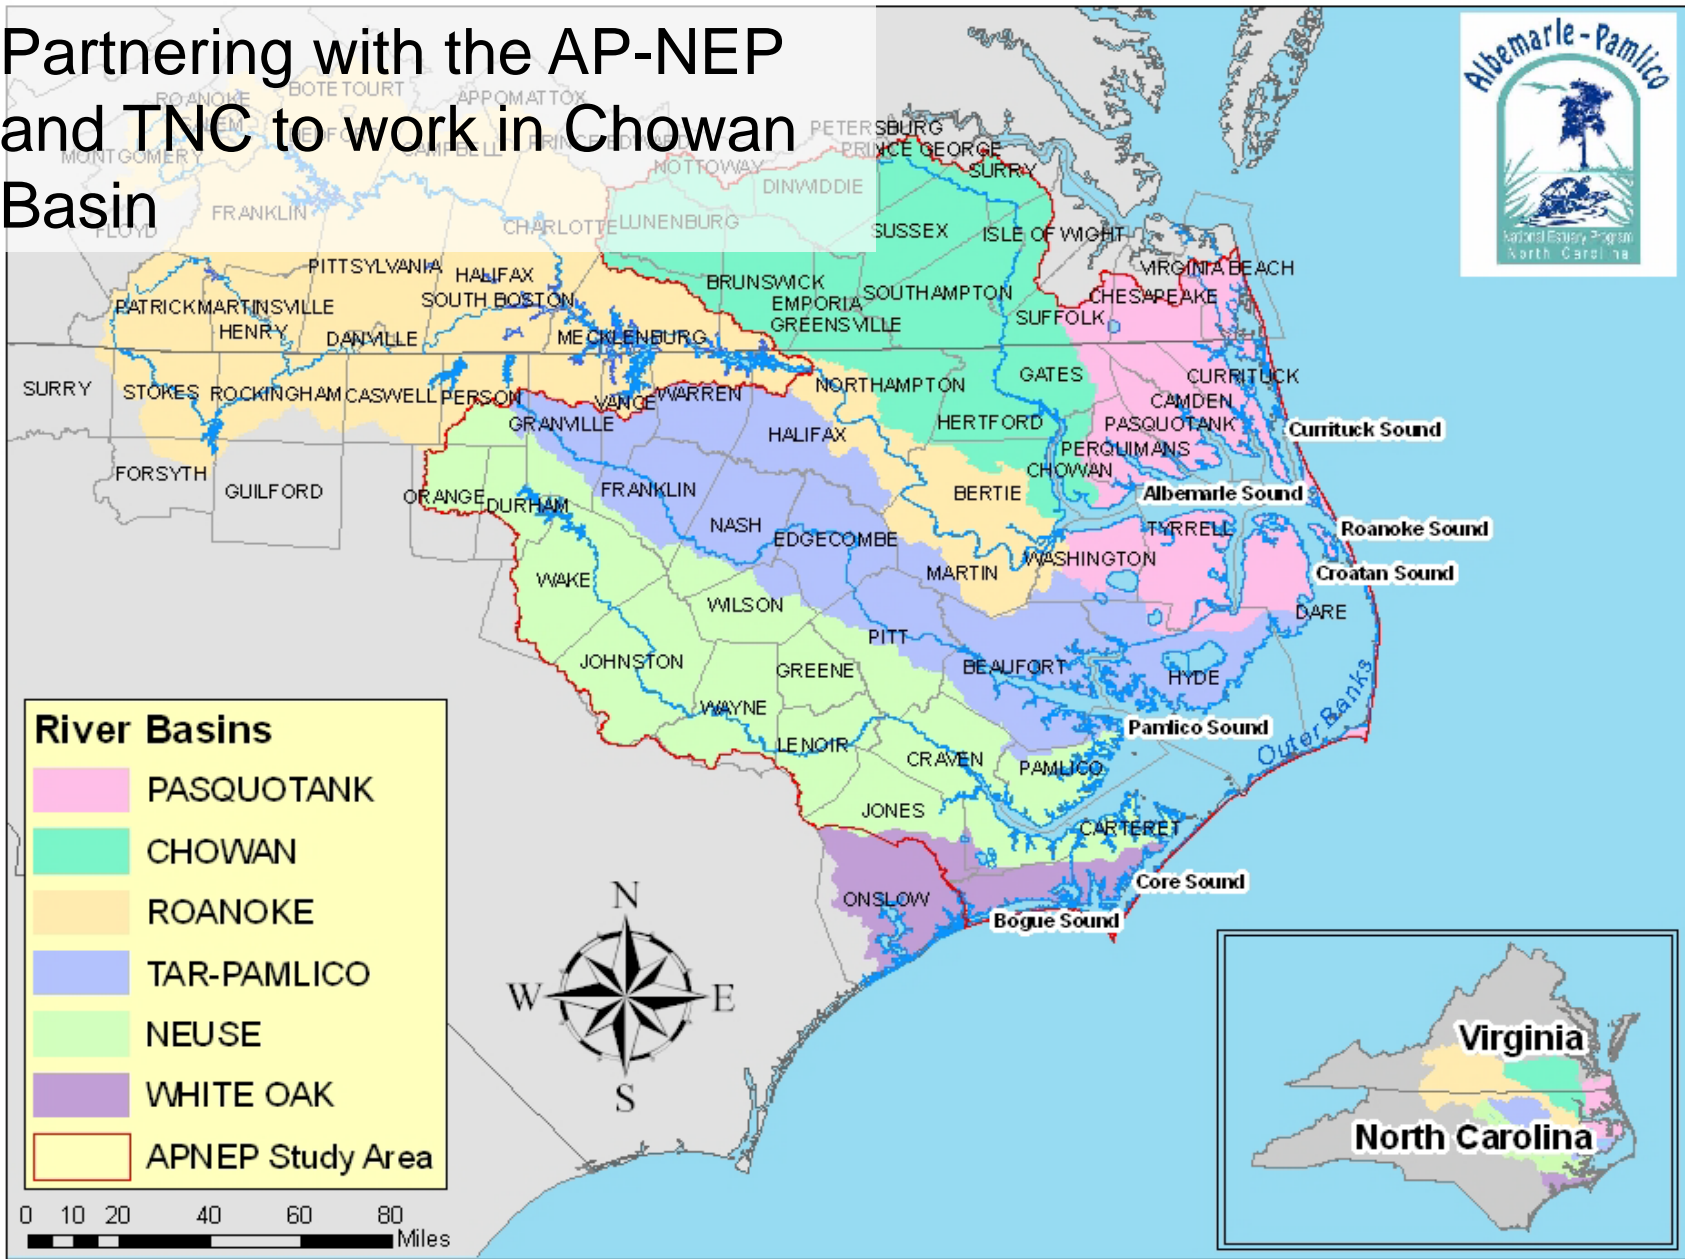 Partnering with the AP-NEP
and TNC to work in Chowan
Basin
Albemarle-Pamlico
National Estuary Program
North Carolina
ROANOKE
BOTETOURT
APPOMATTOX
SALEM
BEDFORD
CAMPBELL
PRINCE EDWARD
MONTGOMERY
NOTTOWAY
PETERSBURG
PRINCE GEORGE
SURRY
DINWIDDIE
FRANKLIN
FLOYD
CHARLOTTE
LUNENBURG
SUSSEX
ISLE OF WIGHT
PITTSYLVANIA
HALIFAX
SOUTH BOSTON
BRUNSWICK
EMPORIA
SOUTHAMPTON
GREENSVILLE
VIRGINIA BEACH
CHESAPEAKE
SUFFOLK
PATRICK
MARTINSVILLE
HENRY
DANVILLE
MECKLENBURG
SURRY
STOKES
ROCKINGHAM
CASWELL
PERSON
VANCE
WARREN
NORTHAMPTON
GATES
CURRITUCK
CAMDEN
PASQUOTANK
PERQUIMANS
CHOWAN
HERTFORD
GRANVILLE
HALIFAX
Currituck Sound
FORSYTH
GUILFORD
ORANGE
DURHAM
FRANKLIN
NASH
EDGECOMBE
BERTIE
Albemarle Sound
TYRRELL
Roanoke Sound
WASHINGTON
MARTIN
Croatan Sound
DARE
WAKE
WILSON
PITT
JOHNSTON
GREENE
BEAUFORT
HYDE
WAYNE
LENOIR
CRAVEN
PAMLICO
Pamlico Sound
Outer Banks
JONES
CARTERET
ONSLOW
Core Sound
Bogue Sound
River Basins
PASQUOTANK
CHOWAN
ROANOKE
TAR-PAMLICO
NEUSE
WHITE OAK
APNEP Study Area
N
W
E
S
0 10 20 40 60 80
Miles
Virginia
North Carolina